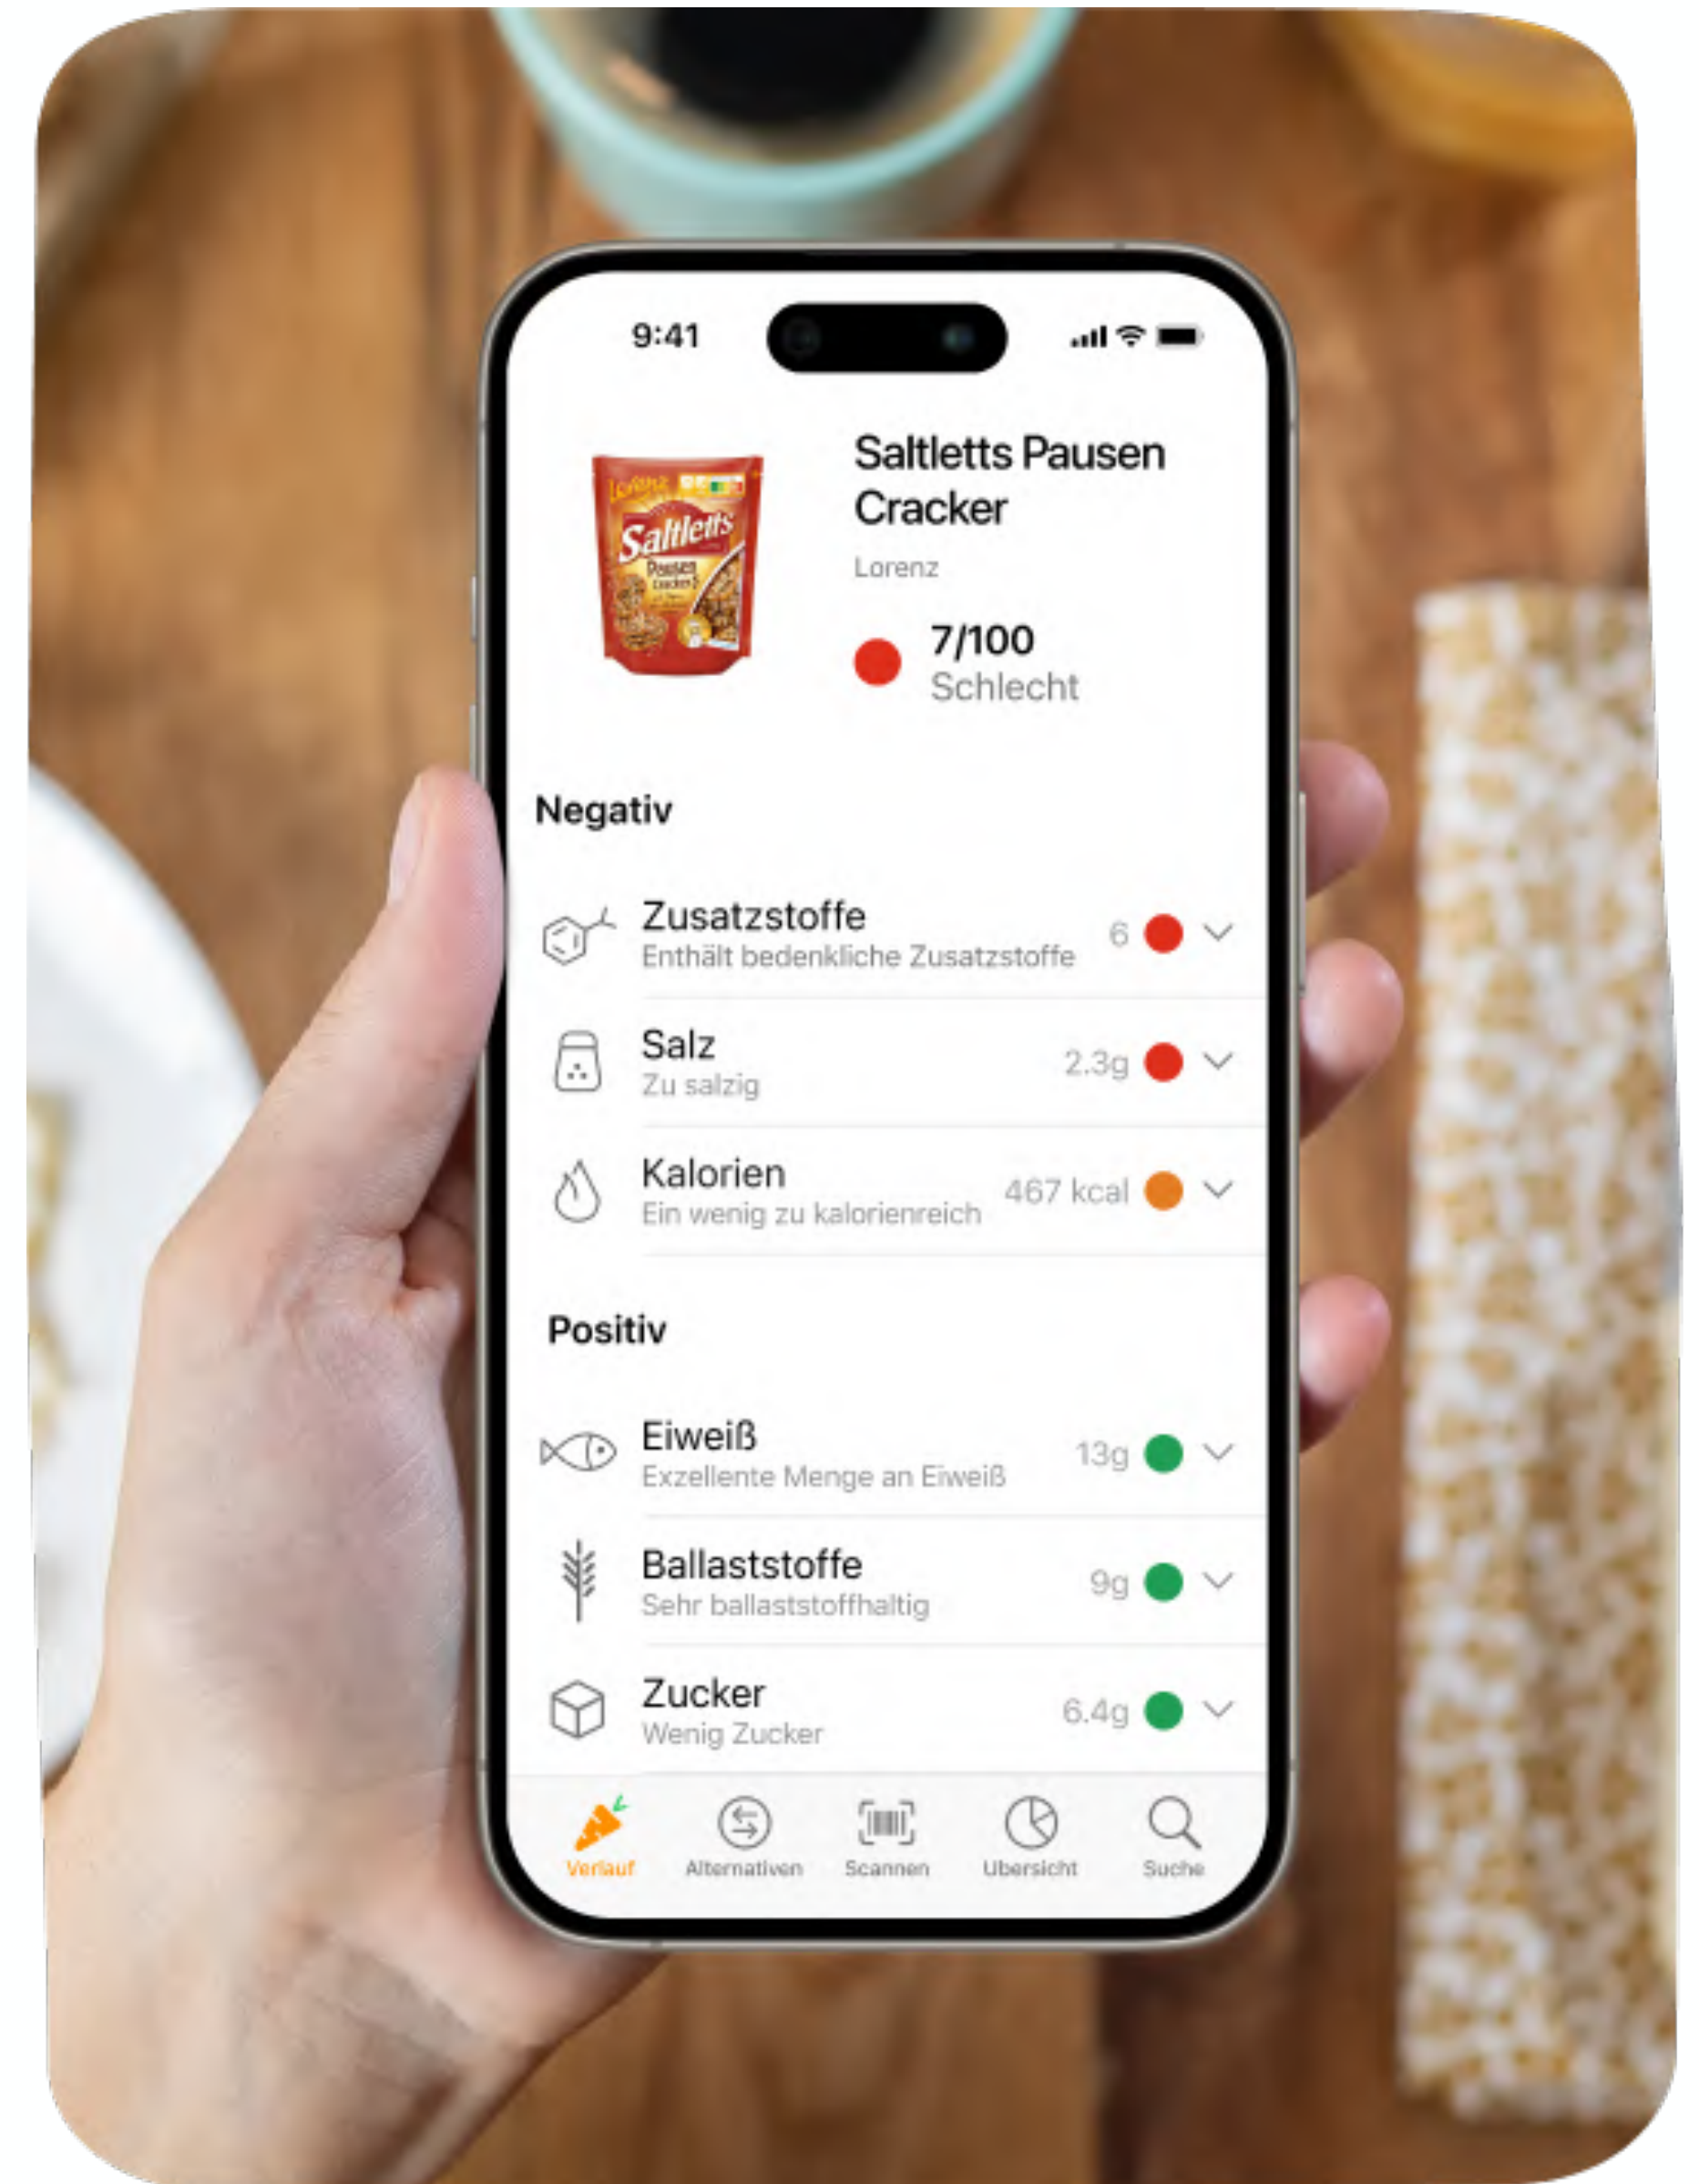 9:41
Lorenz
Saltletts
Pausen
Cracker
Saltletts Pausen
Cracker
Lorenz
7/100
Schlecht
Negativ
Zusatzstoffe
6
Enthält bedenkliche Zusatzstoffe
Salz
2.3g
Zu salzig
Kalorien
467 kcal
Ein wenig zu kalorienreich
Positiv
Eiweiß
13g
Exzellente Menge an Eiweiß
Ballaststoffe
9g
Sehr ballaststoffhaltig
Zucker
6.4g
Wenig Zucker
Verlauf
Alternativen
Scannen
Übersicht
Suche